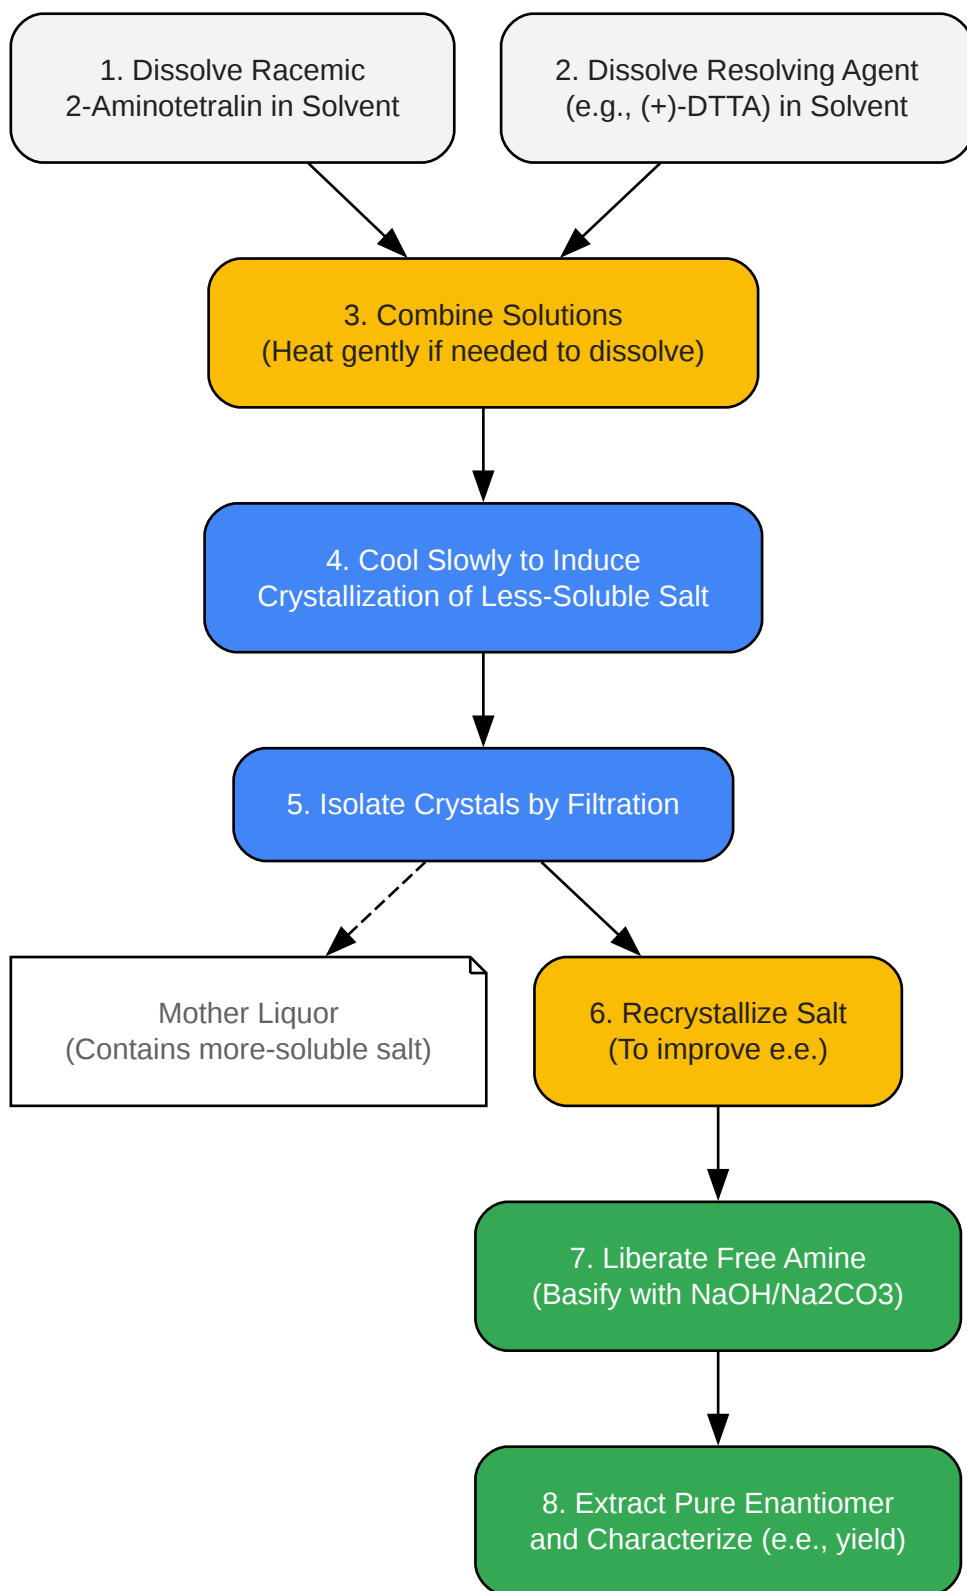 1. Dissolve Racemic
2-Aminotetralin in Solvent
2. Dissolve Resolving Agent
(e.g., (+)-DTTA) in Solvent
3. Combine Solutions
(Heat gently if needed to dissolve)
4. Cool Slowly to Induce
Crystallization of Less-Soluble Salt
5. Isolate Crystals by Filtration
Mother Liquor
(Contains more-soluble salt)
6. Recrystallize Salt
(To improve e.e.)
7. Liberate Free Amine
(Basify with NaOH/Na2CO3)
8. Extract Pure Enantiomer
and Characterize (e.e., yield)